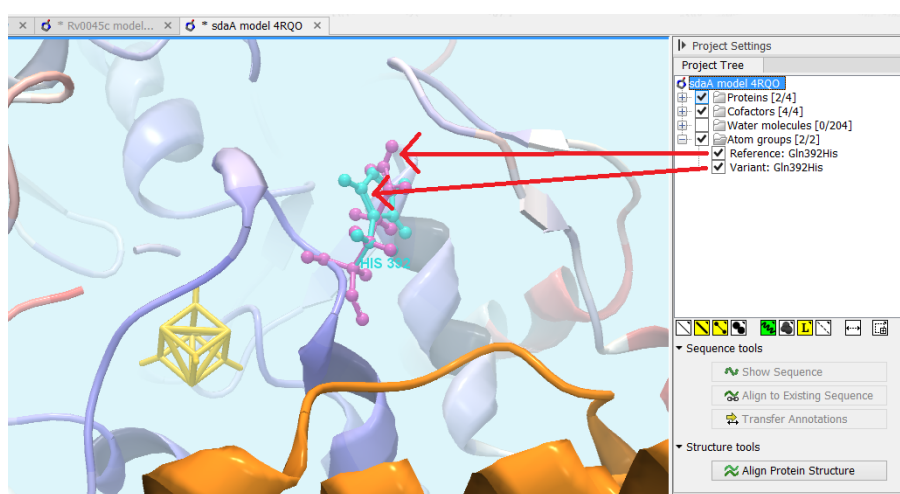 * Rv0045c model...
* sdaA model 4RQO
Project Settings
Project Tree
sdaA model 4RQO
Proteins [2/4]
Cofactors [4/4]
Water molecules [0/204]
Atom groups [2/2]
Reference: Gln392His
Variant: Gln392His
HIS 392
L
Sequence tools
Show Sequence
Align to Existing Sequence
Transfer Annotations
Structure tools
Align Protein Structure